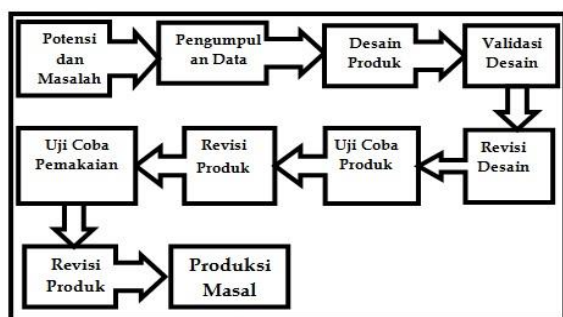 Potensi
dan
Masalah
Pengumpul
an Data
Desain
Produk
Validasi
Desain
Revisi
Desain
Uji Coba
Produk
Revisi
Produk
Uji Coba
Pemakaian
Revisi
Produk
Produksi
Masal